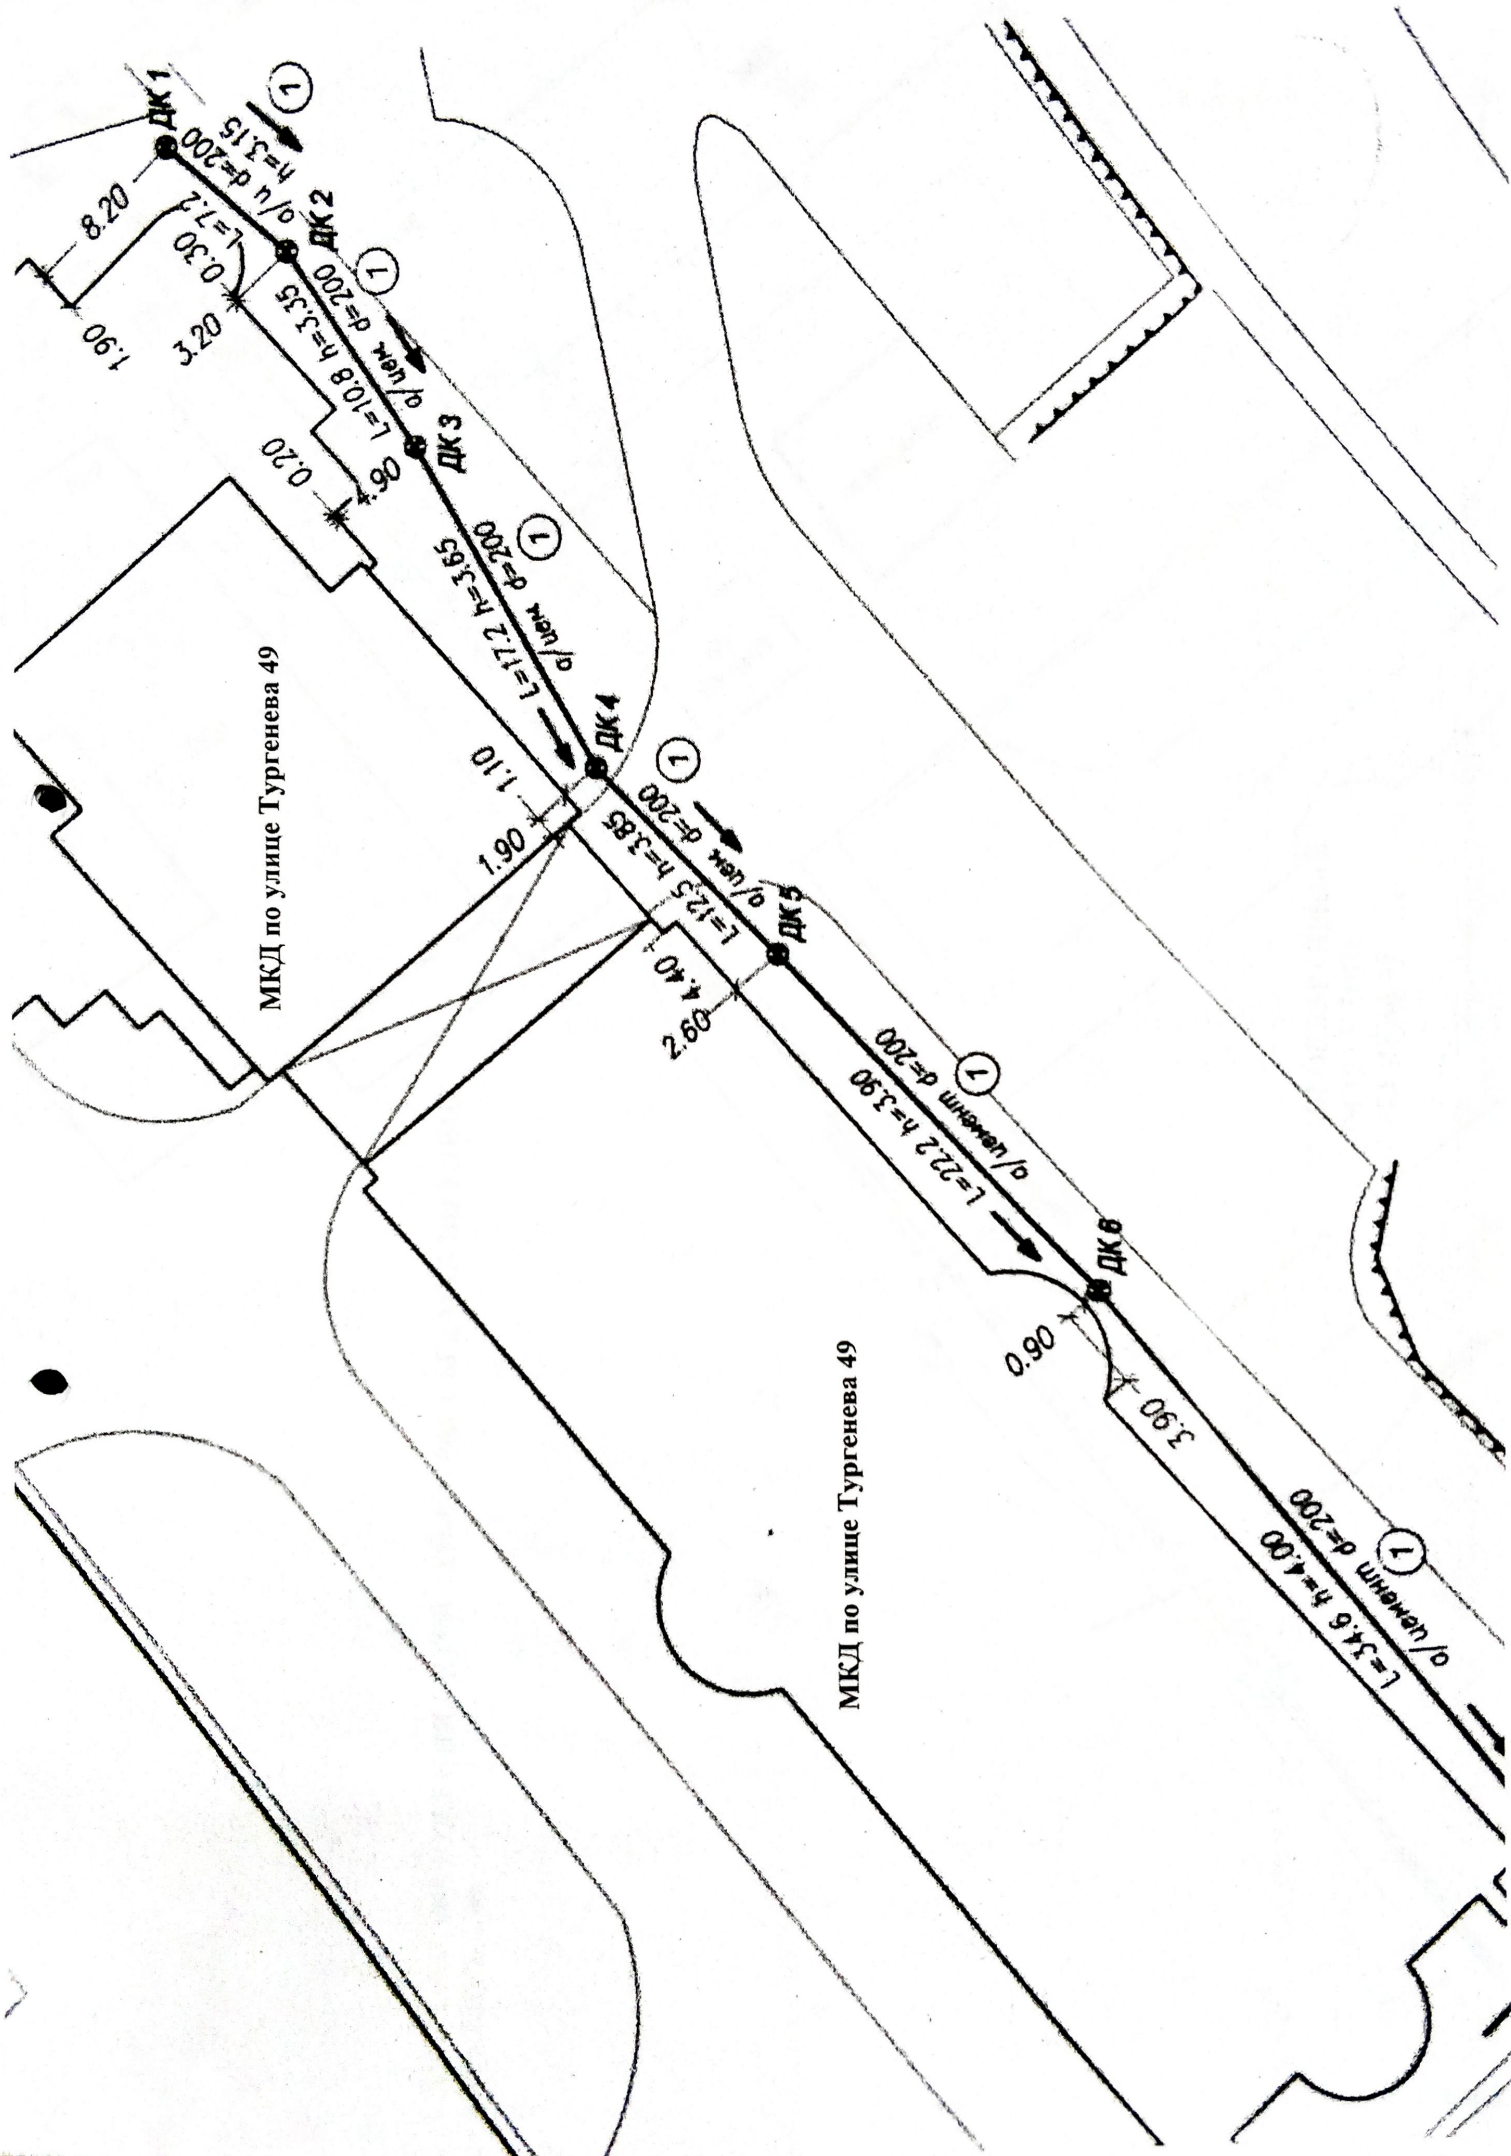 ДК 1
8.20
1.90
L=7.2
а/ц d=200
h=3.15
1
0.30
3.20
ДК 2
L=10.8 h=3.35
а/цем. d=200
1
0.20
ДК 3
L=17.2 h=3.65
а/цем. d=200
1
МКД по улице Тургенева 49
1.10
1.90
ДК 4
L=12.5 h=3.85
а/цем. d=200
1
4.40
2.60
ДК 5
L=22.2 h=3.90
а/цемент d=200
1
ДК 6
0.90
3.90
МКД по улице Тургенева 49
L=34.6 h=4.00
а/цемент d=200
1